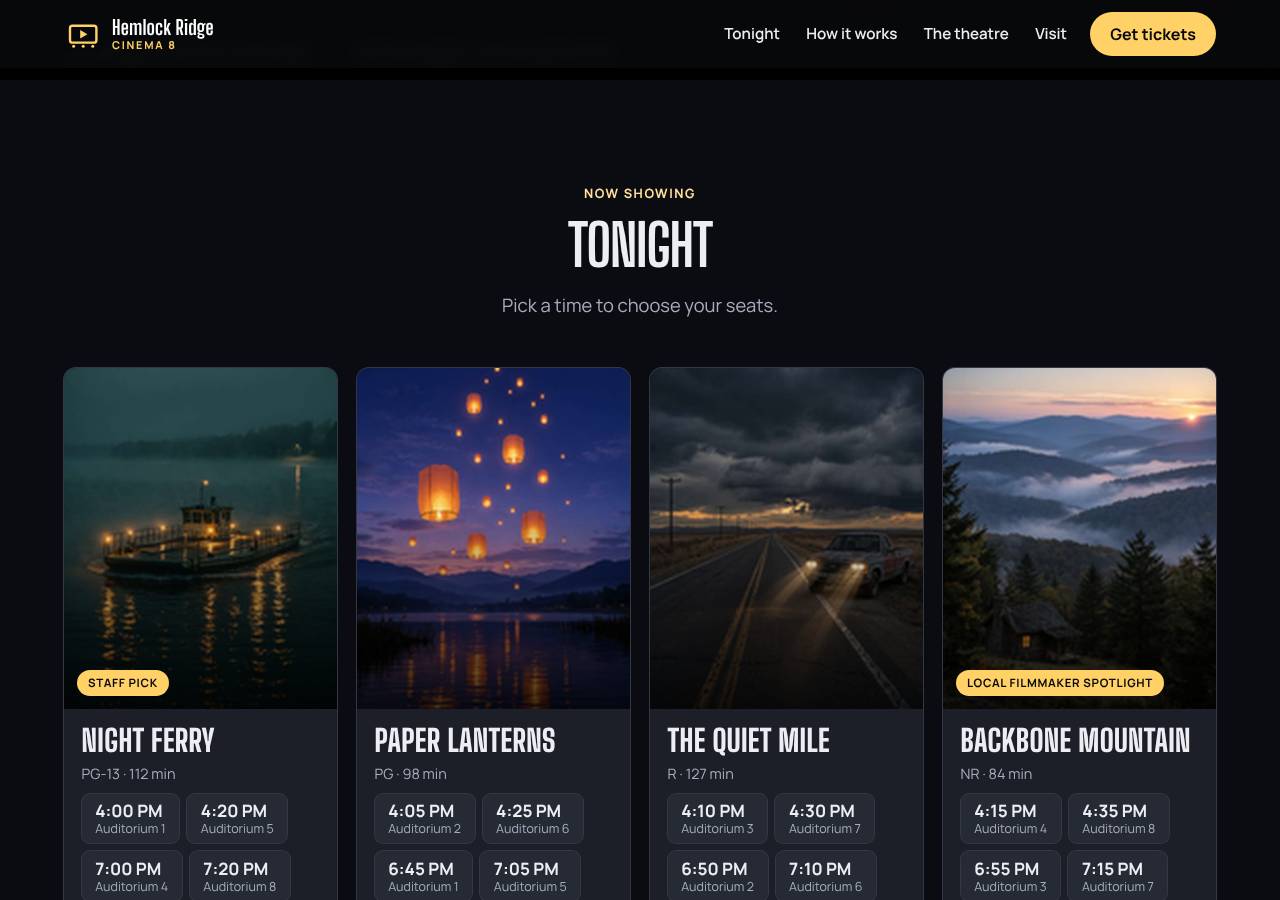 Hemlock Ridge
CINEMA 8
Tonight
How it works
The theatre
Visit
Get tickets
NOW SHOWING
TONIGHT
Pick a time to choose your seats.
STAFF PICK
LOCAL FILMMAKER SPOTLIGHT
NIGHT FERRY
PG-13 · 112 min
4:00 PM
Auditorium 1
4:20 PM
Auditorium 5
7:00 PM
Auditorium 4
7:20 PM
Auditorium 8
PAPER LANTERNS
PG · 98 min
4:05 PM
Auditorium 2
4:25 PM
Auditorium 6
6:45 PM
Auditorium 1
7:05 PM
Auditorium 5
THE QUIET MILE
R · 127 min
4:10 PM
Auditorium 3
4:30 PM
Auditorium 7
6:50 PM
Auditorium 2
7:10 PM
Auditorium 6
BACKBONE MOUNTAIN
NR · 84 min
4:15 PM
Auditorium 4
4:35 PM
Auditorium 8
6:55 PM
Auditorium 3
7:15 PM
Auditorium 7